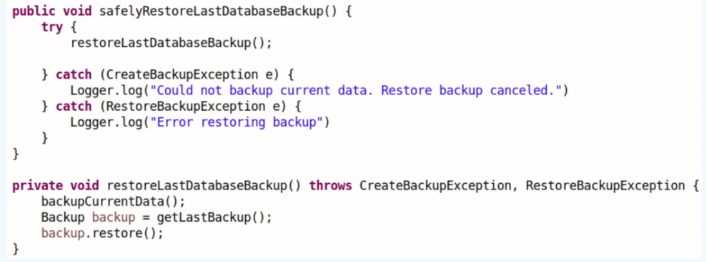 public void safelyRestoreLastDatabaseBackup() {
    try {
        restoreLastDatabaseBackup();

    } catch (CreateBackupException e) {
        Logger.log("Could not backup current data. Restore backup canceled.")
    } catch (RestoreBackupException e) {
        Logger.log("Error restoring backup")
    }
}

private void restoreLastDatabaseBackup() throws CreateBackupException, RestoreBackupException {
    backupCurrentData();
    Backup backup = getLastBackup();
    backup.restore();
}